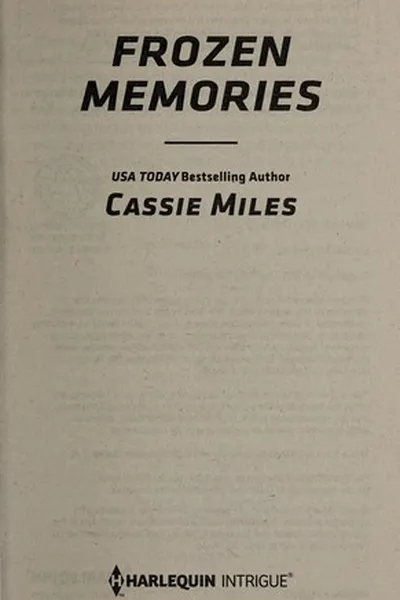 FROZEN
MEMORIES
USA TODAY Bestselling Author
CASSIE MILES
HARLEQUIN INTRIGUE®